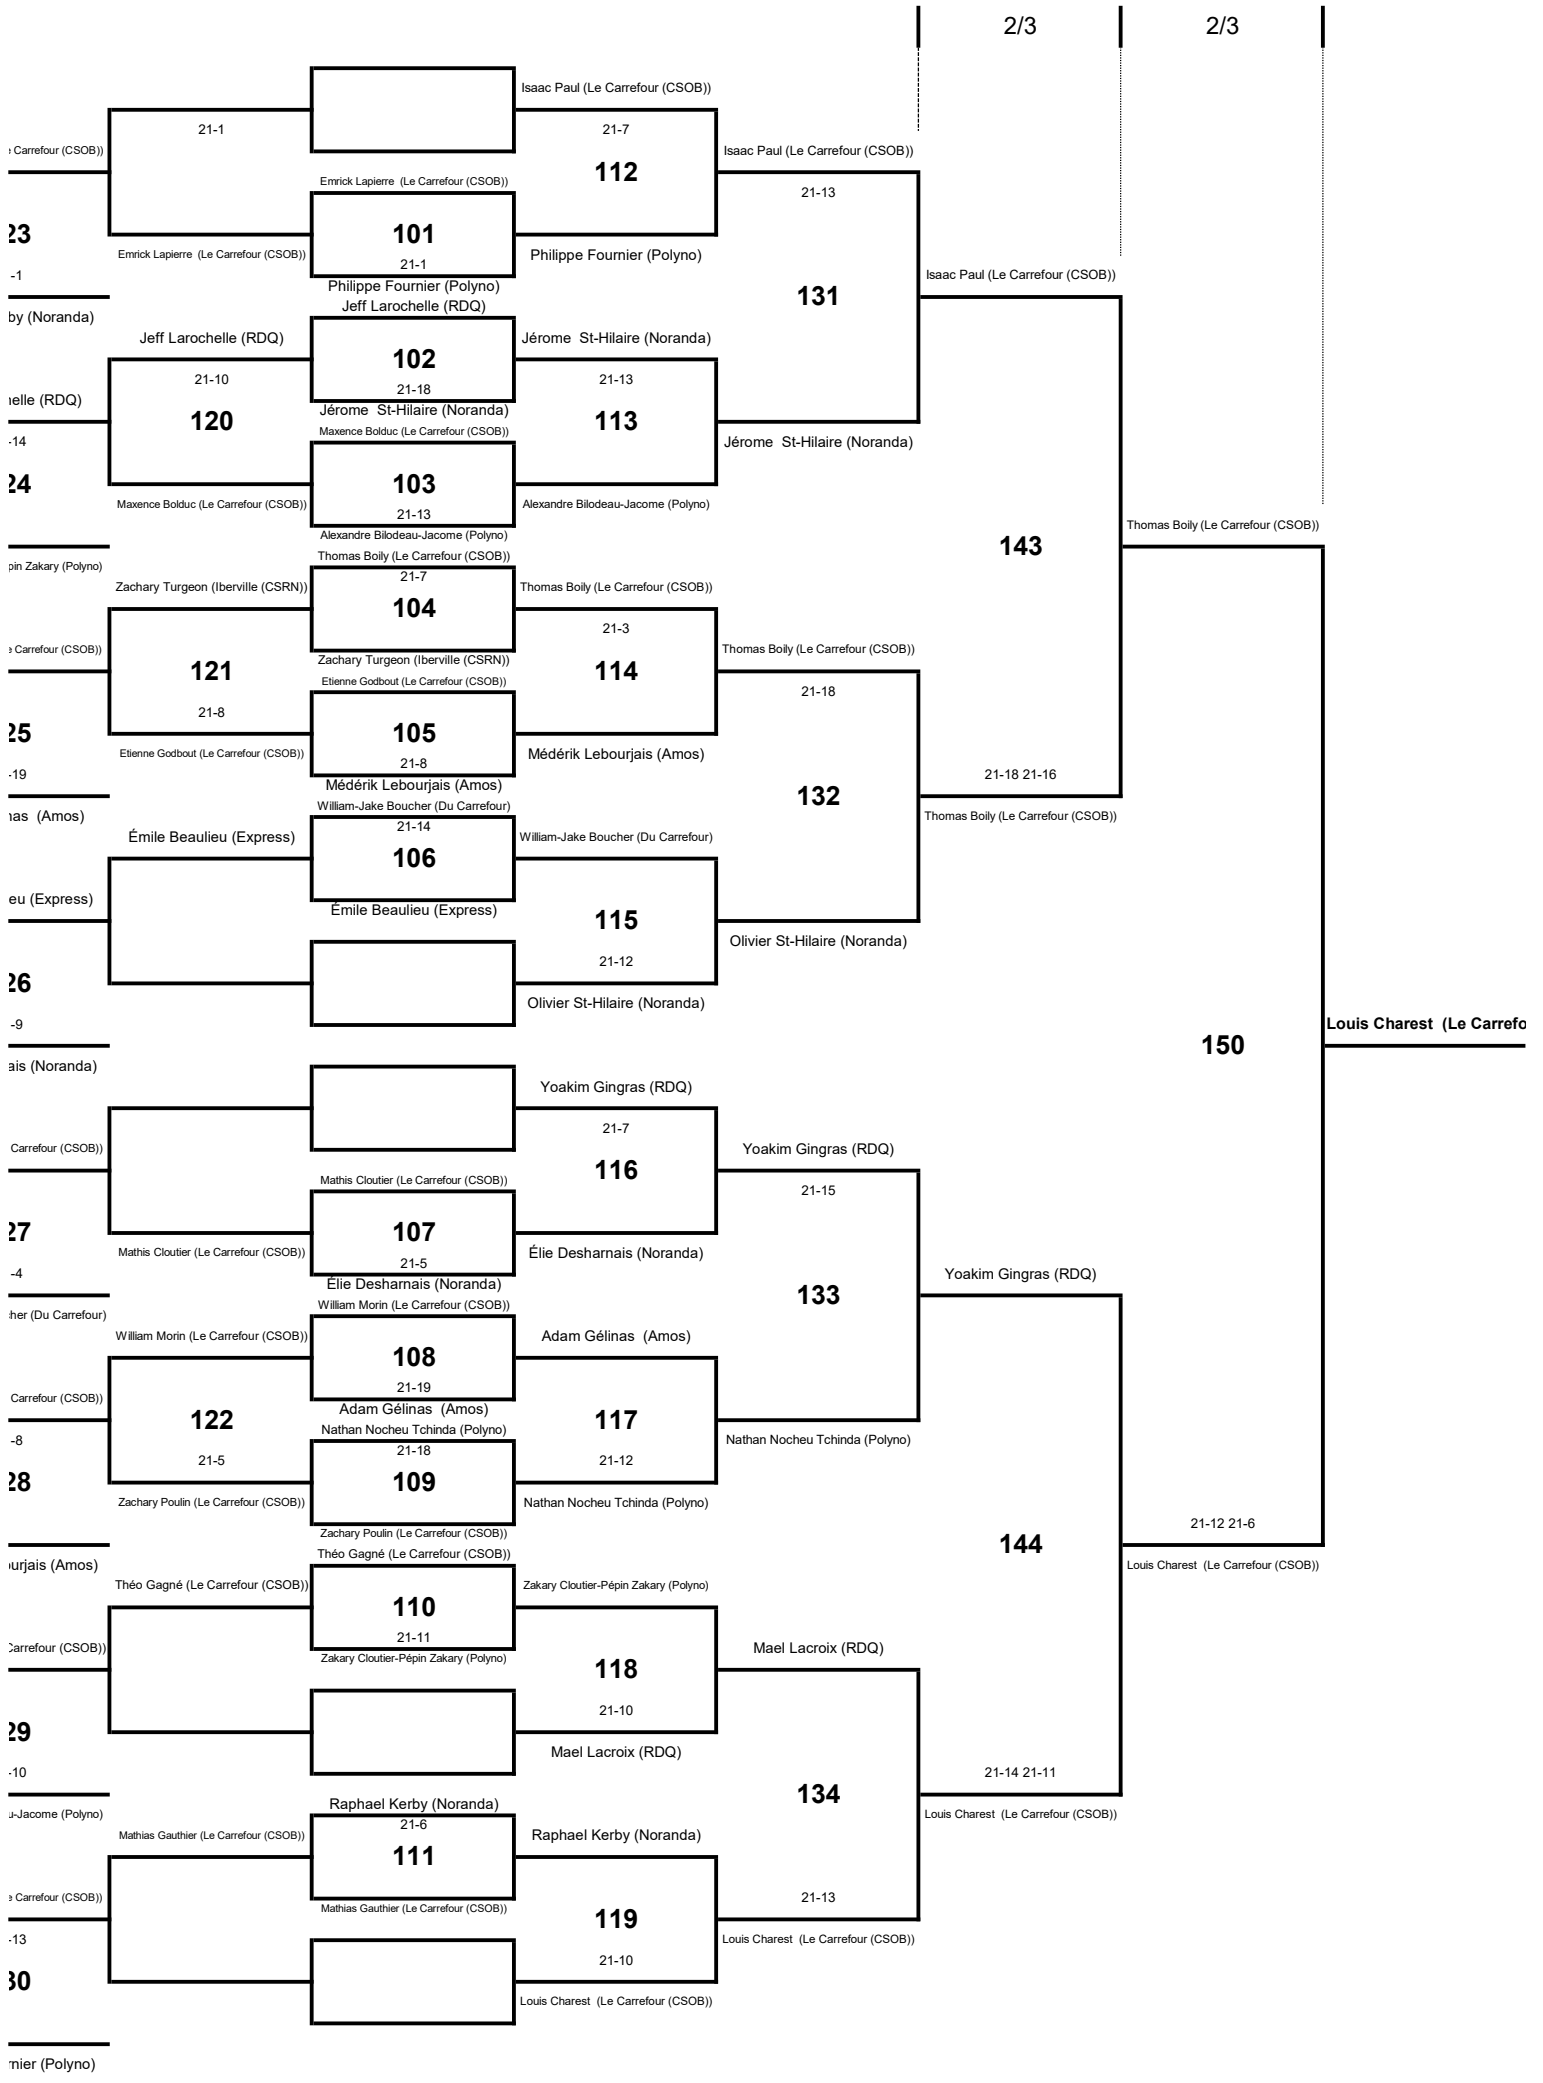 2/3 2/3
Isaac Paul (Le Carrefour (CSOB))
21-1 21-7
Carrefour (CSOB)) Isaac Paul (Le Carrefour (CSOB))
112
Emrick Lapierre (Le Carrefour (CSOB)) 21-13
23 101
Emrick Lapierre (Le Carrefour (CSOB)) Philippe Fournier (Polyno)
-1 21-1 Isaac Paul (Le Carrefour (CSOB))
Philippe Fournier (Polyno) 131
Jeff Larochelle (RDQ)
by (Noranda)
Jeff Larochelle (RDQ) Jérome St-Hilaire (Noranda)
102
21-10 21-18 21-13
elle (RDQ) Jérome St-Hilaire (Noranda)
120 113
-14 Maxence Bolduc (Le Carrefour (CSOB)) Jérome St-Hilaire (Noranda)
24 103
Maxence Bolduc (Le Carrefour (CSOB)) Alexandre Bilodeau-Jacome (Polyno)
21-13 Thomas Boily (Le Carrefour (CSOB))
Alexandre Bilodeau-Jacome (Polyno) 143
Thomas Boily (Le Carrefour (CSOB))
pin Zakary (Polyno)
21-7
Zachary Turgeon (Iberville (CSRN)) Thomas Boily (Le Carrefour (CSOB))
104
21-3
Carrefour (CSOB)) Thomas Boily (Le Carrefour (CSOB))
Zachary Turgeon (Iberville (CSRN))
121 114
Etienne Godbout (Le Carrefour (CSOB)) 21-18
21-8
25 105
Etienne Godbout (Le Carrefour (CSOB)) Médérik Lebourjais (Amos)
21-8
-19 21-18 21-16
Médérik Lebourjais (Amos)
132
William-Jake Boucher (Du Carrefour)
as (Amos) Thomas Boily (Le Carrefour (CSOB))
21-14
Émile Beaulieu (Express) William-Jake Boucher (Du Carrefour)
106
eu (Express)
Émile Beaulieu (Express) 115
Olivier St-Hilaire (Noranda)
21-12
26
Olivier St-Hilaire (Noranda)
-9 Louis Charest (Le Carrefo
150
ais (Noranda)
Yoakim Gingras (RDQ)
21-7
Carrefour (CSOB)) Yoakim Gingras (RDQ)
116
Mathis Cloutier (Le Carrefour (CSOB)) 21-15
27 107
Mathis Cloutier (Le Carrefour (CSOB)) Élie Desharnais (Noranda)
21-5
-4 Yoakim Gingras (RDQ)
Élie Desharnais (Noranda)
133
William Morin (Le Carrefour (CSOB))
her (Du Carrefour)
William Morin (Le Carrefour (CSOB)) Adam Gélinas (Amos)
108
21-19
Carrefour (CSOB))
Adam Gélinas (Amos)
122 117
Nathan Nocheu Tchinda (Polyno)
-8 Nathan Nocheu Tchinda (Polyno)
21-18
21-5 21-12
28 109
Zachary Poulin (Le Carrefour (CSOB)) Nathan Nocheu Tchinda (Polyno)
21-12 21-6
Zachary Poulin (Le Carrefour (CSOB))
144
Théo Gagné (Le Carrefour (CSOB))
urjais (Amos) Louis Charest (Le Carrefour (CSOB))
Théo Gagné (Le Carrefour (CSOB)) Zakary Cloutier-Pépin Zakary (Polyno)
110
21-11
Carrefour (CSOB)) Mael Lacroix (RDQ)
Zakary Cloutier-Pépin Zakary (Polyno)
118
21-10
29
Mael Lacroix (RDQ)
-10 21-14 21-11
134
Raphael Kerby (Noranda)
u-Jacome (Polyno) Louis Charest (Le Carrefour (CSOB))
21-6
Mathias Gauthier (Le Carrefour (CSOB)) Raphael Kerby (Noranda)
111
Carrefour (CSOB)) 21-13
Mathias Gauthier (Le Carrefour (CSOB))
119
-13 Louis Charest (Le Carrefour (CSOB))
21-10
30
Louis Charest (Le Carrefour (CSOB))
rnier (Polyno)